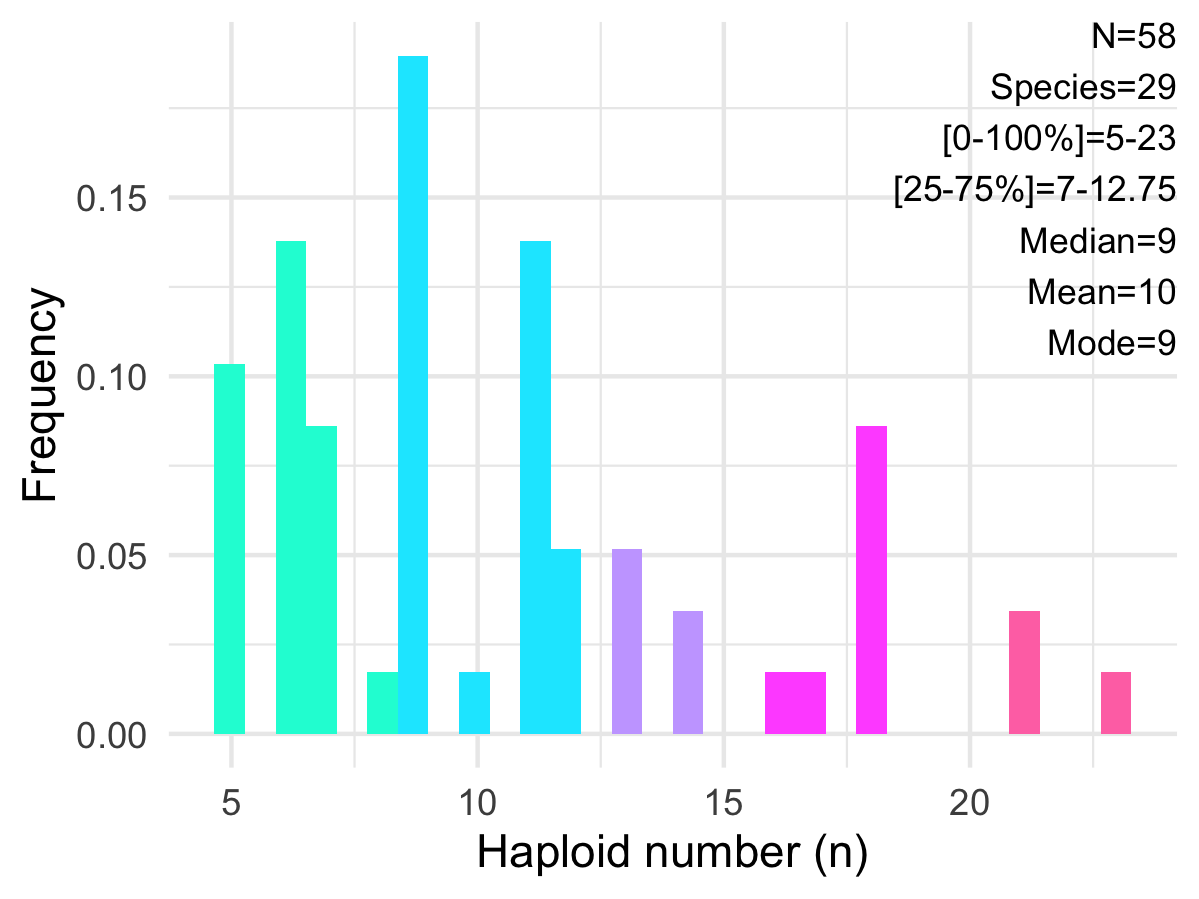 N=58
Species=29
[0-100%]=5-23
[25-75%]=7-12.75
Median=9
Mean=10
Mode=9
0.15
0.10
0.05
0.00
Frequency
5 10 15 20
Haploid number (n)